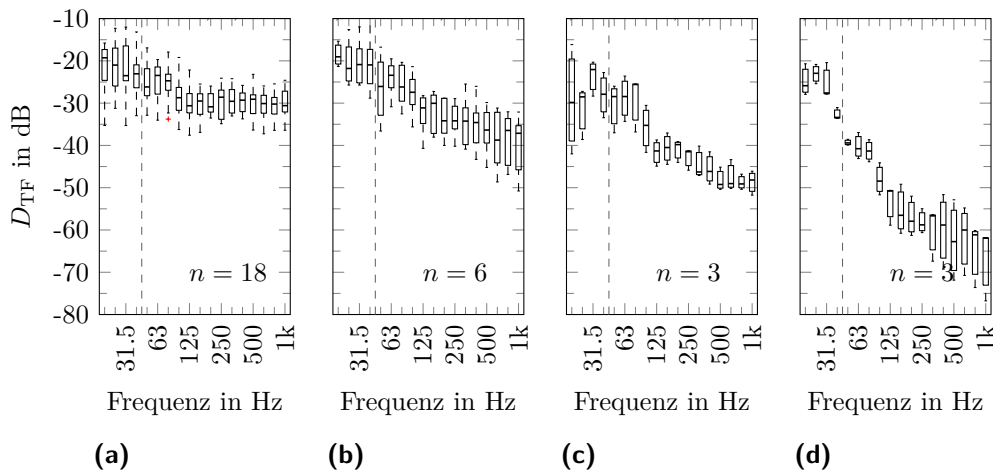 -10
-20
-30
-40
-50
-60
-70
-80
D_TF in dB
n = 18
n = 6
n = 3
n = 3
31.5 63 125 250 500 1k
31.5 63 125 250 500 1k
31.5 63 125 250 500 1k
31.5 63 125 250 500 1k
Frequenz in Hz
Frequenz in Hz
Frequenz in Hz
Frequenz in Hz
(a)
(b)
(c)
(d)